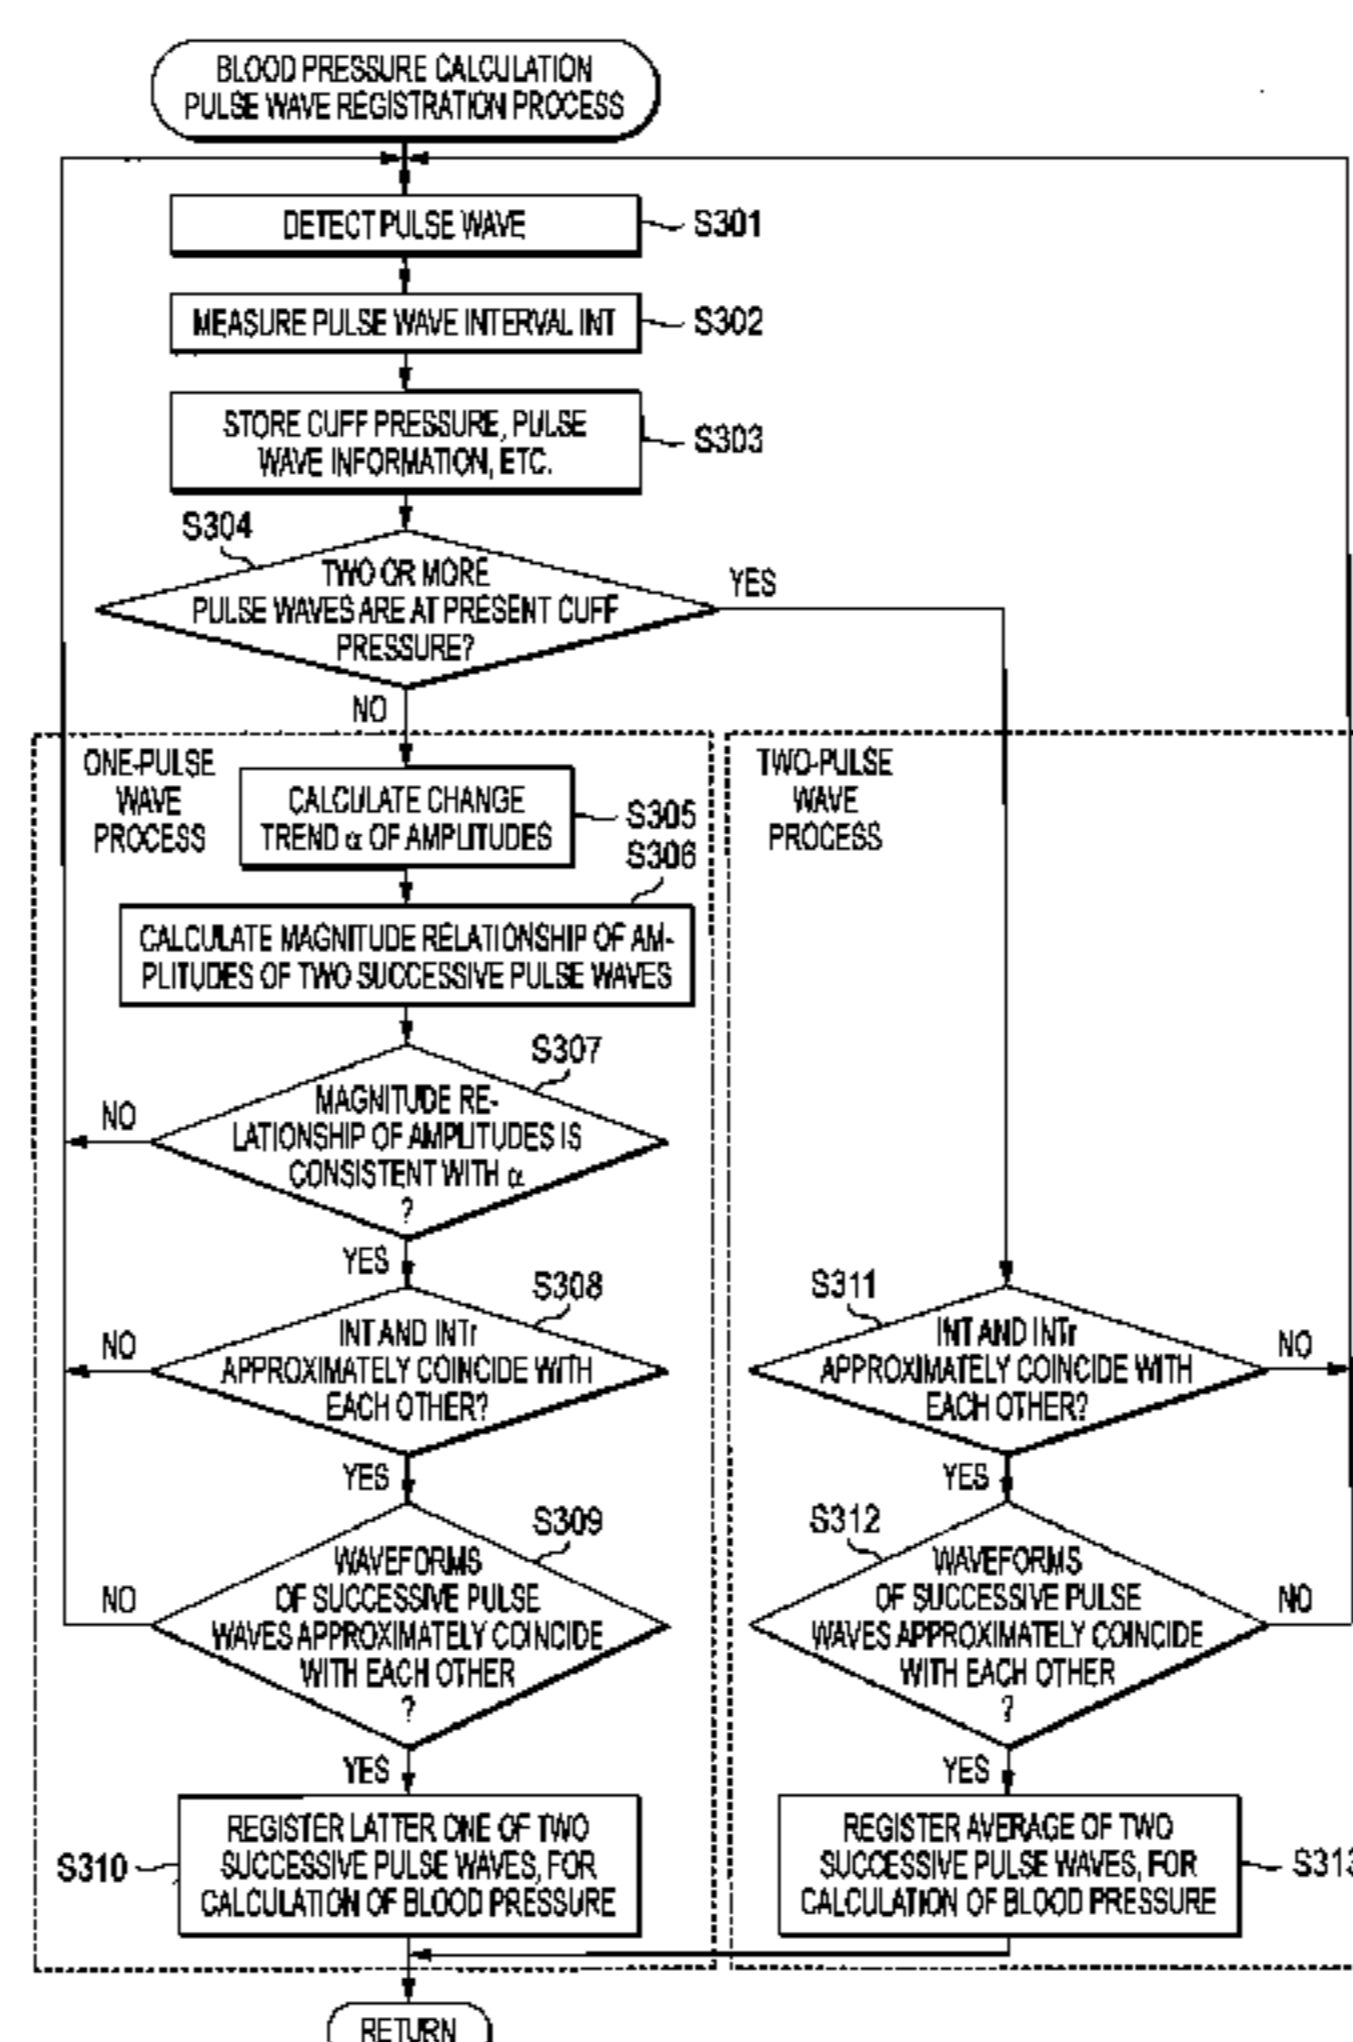 BLOOD PRESSURE CALCULATION
PULSE WAVE REGISTRATION PROCESS
DETECT PULSE WAVE
S301
MEASURE PULSE WAVE INTERVAL INT
S302
STORE CUFF PRESSURE, PULSE
WAVE INFORMATION, ETC.
S303
S304
TWO OR MORE
PULSE WAVES ARE AT PRESENT CUFF
PRESSURE?
YES
NO
ONE-PULSE
WAVE
PROCESS
CALCULATE CHANGE
TREND α OF AMPLITUDES
S305
S306
CALCULATE MAGNITUDE RELATIONSHIP OF AM-
PLITUDES OF TWO SUCCESSIVE PULSE WAVES
S307
MAGNITUDE RE-
LATIONSHIP OF AMPLITUDES IS
CONSISTENT WITH α
?
NO
YES
S308
INT AND INTr
APPROXIMATELY COINCIDE WITH
EACH OTHER?
NO
YES
S309
WAVEFORMS
OF SUCCESSIVE PULSE
WAVES APPROXIMATELY COINCIDE
WITH EACH OTHER
?
NO
YES
S310
REGISTER LATTER ONE OF TWO
SUCCESSIVE PULSE WAVES, FOR
CALCULATION OF BLOOD PRESSURE
TWO-PULSE
WAVE
PROCESS
S311
INT AND INTr
APPROXIMATELY COINCIDE WITH
EACH OTHER?
NO
YES
S312
WAVEFORMS
OF SUCCESSIVE PULSE
WAVES APPROXIMATELY COINCIDE
WITH EACH OTHER
?
NO
YES
REGISTER AVERAGE OF TWO
SUCCESSIVE PULSE WAVES, FOR
CALCULATION OF BLOOD PRESSURE
S313
RETURN